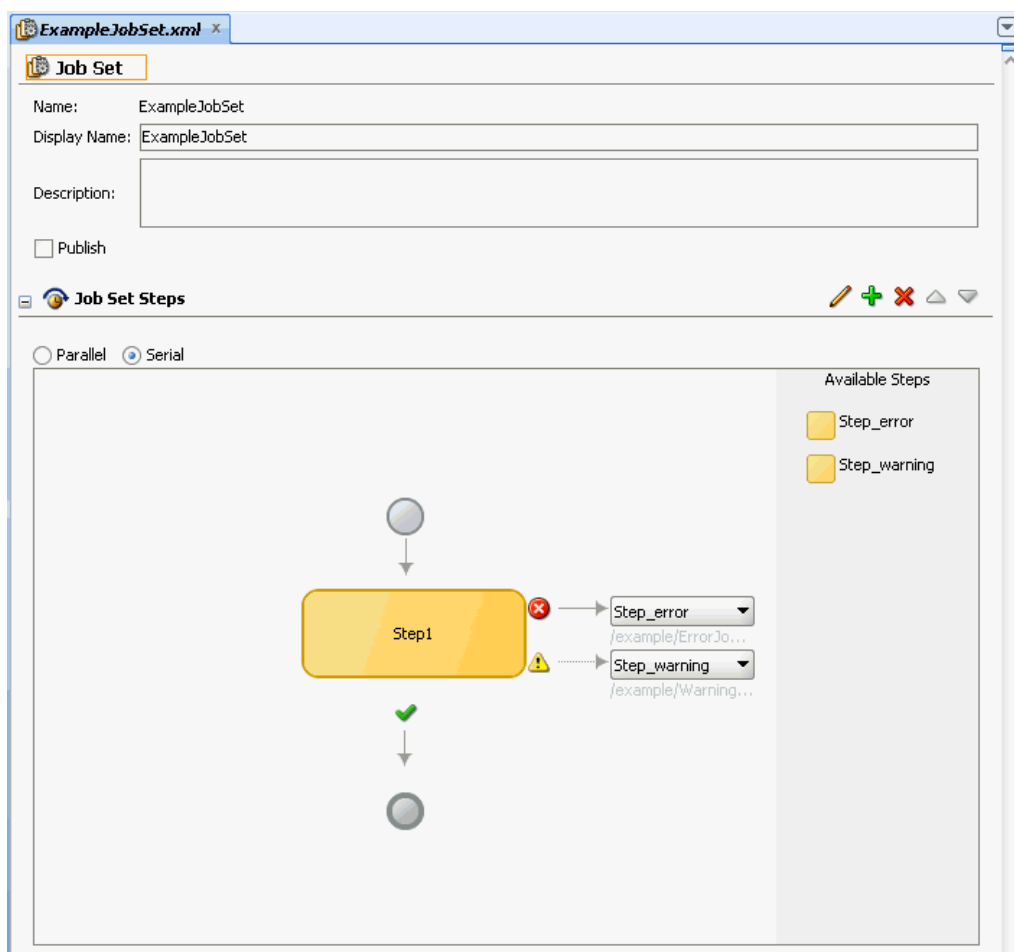 ExampleJobSet.xml
Job Set
Name: ExampleJobSet
Display Name: ExampleJobSet
Description:
Publish
Job Set Steps
Parallel Serial
Available Steps
Step_error
Step_warning
Step1
Step_error
/example/ErrorJo...
Step_warning
/example/Warning...